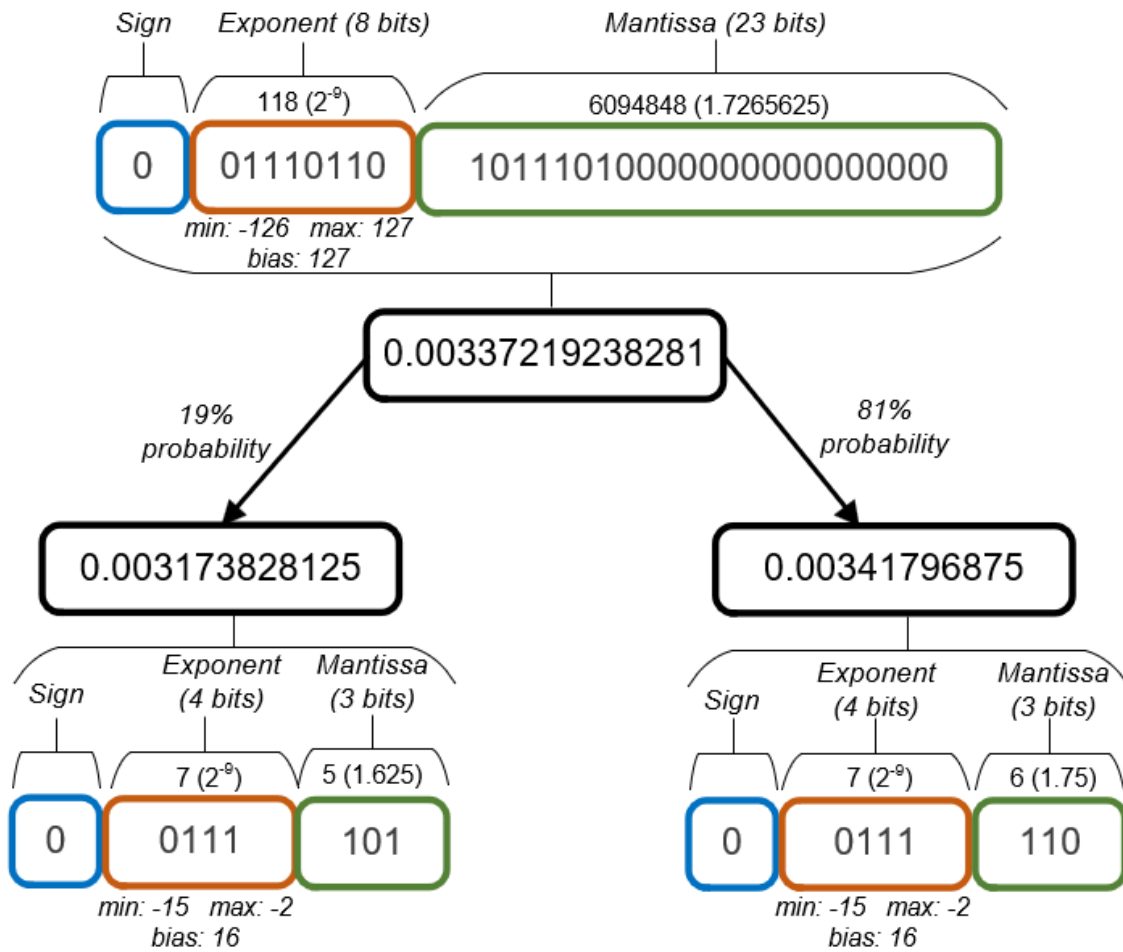 Sign Exponent (8 bits) Mantissa (23 bits)
118 (2⁻⁹) 6094848 (1.7265625)
0 01110110 10111010000000000000000
min: -126 max: 127
bias: 127
0.00337219238281
19%
probability
81%
probability
0.003173828125
0.00341796875
Sign Exponent
(4 bits) Mantissa
(3 bits)
7 (2⁻⁹) 5 (1.625)
0 0111 101
min: -15 max: -2
bias: 16
Sign Exponent
(4 bits) Mantissa
(3 bits)
7 (2⁻⁹) 6 (1.75)
0 0111 110
min: -15 max: -2
bias: 16